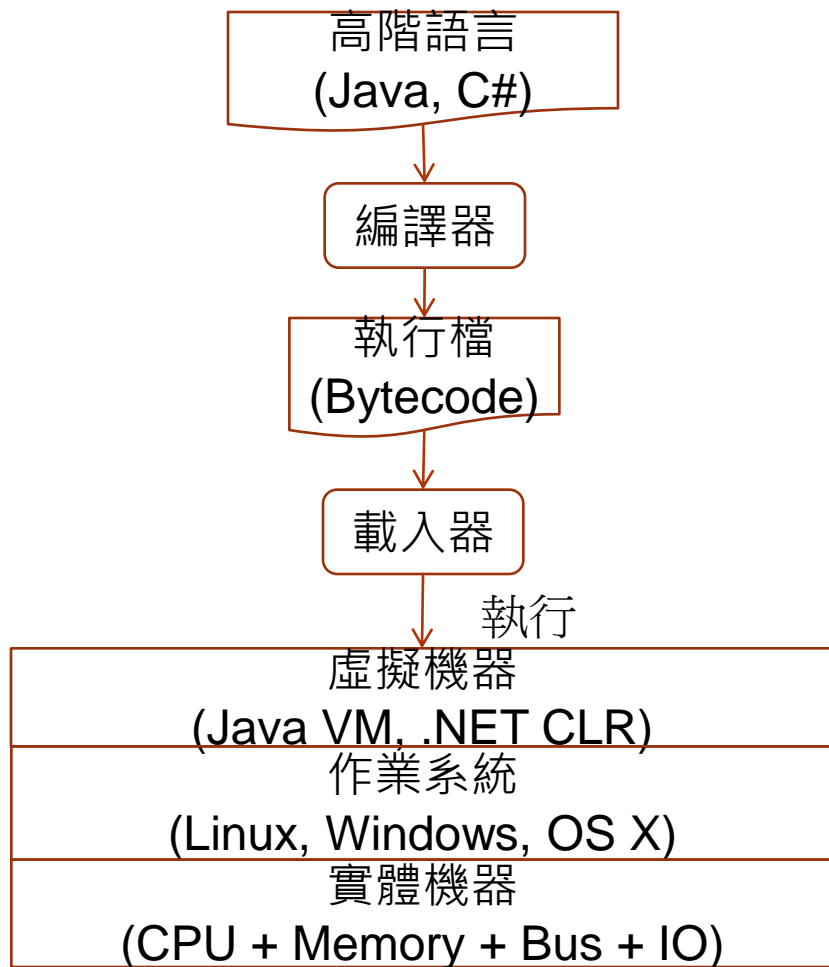 高階語言
(Java, C#)
編譯器
執行檔
(Bytecode)
載入器
執行
虛擬機器
(Java VM, .NET CLR)
作業系統
(Linux, Windows, OS X)
實體機器
(CPU + Memory + Bus + IO)